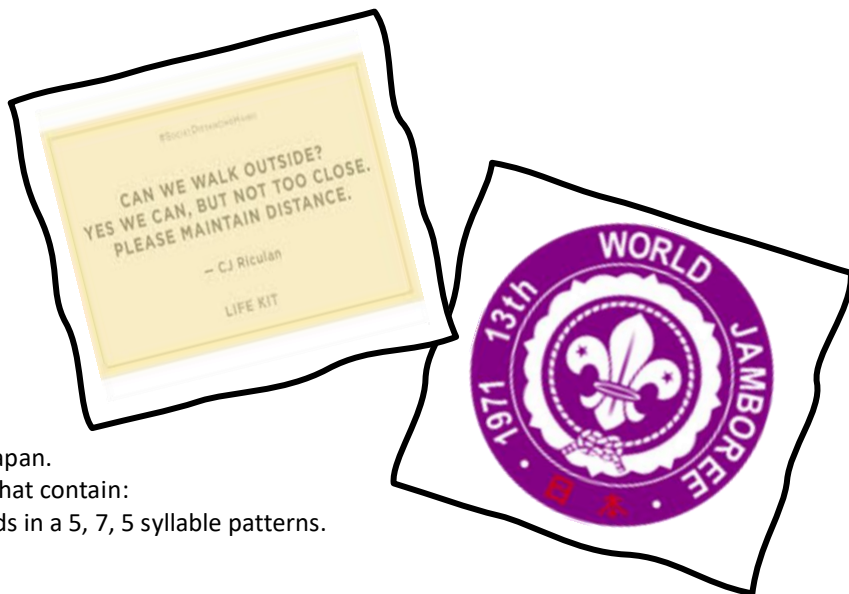 #SocialDistancingHaiku
CAN WE WALK OUTSIDE?
YES WE CAN, BUT NOT TOO CLOSE.
PLEASE MAINTAIN DISTANCE.
– CJ Riculan
LIFE KIT
1971 13th WORLD JAMBOREE
日本
apan.
hat contain:
ds in a 5, 7, 5 syllable patterns.